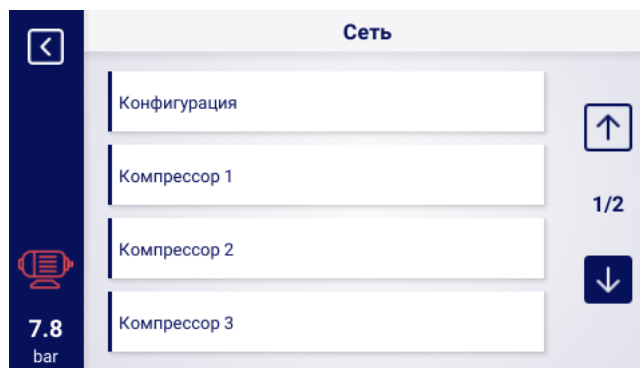 Сеть
Конфигурация
Компрессор 1
1/2
Компрессор 2
Компрессор 3
7.8
bar